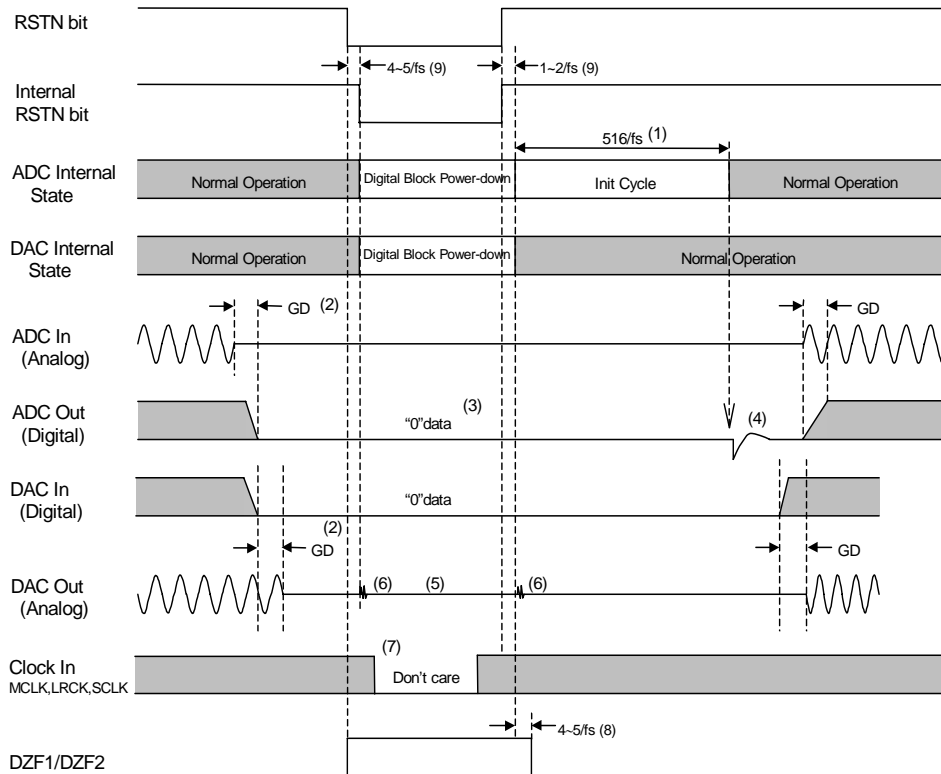 RSTN bit
4~5/fs (9)
1~2/fs (9)
Internal
RSTN bit
516/fs (1)
ADC Internal
State
Normal Operation
Digital Block Power-down
Init Cycle
Normal Operation
DAC Internal
State
Normal Operation
Digital Block Power-down
Normal Operation
GD (2)
GD
ADC In
(Analog)
ADC Out
(Digital)
“0”data
(3)
(4)
DAC In
(Digital)
“0”data
(2)
GD
GD
DAC Out
(Analog)
(6)
(5)
(6)
(7)
Clock In
MCLK,LRCK,SCLK
Don't care
4~5/fs (8)
DZF1/DZF2